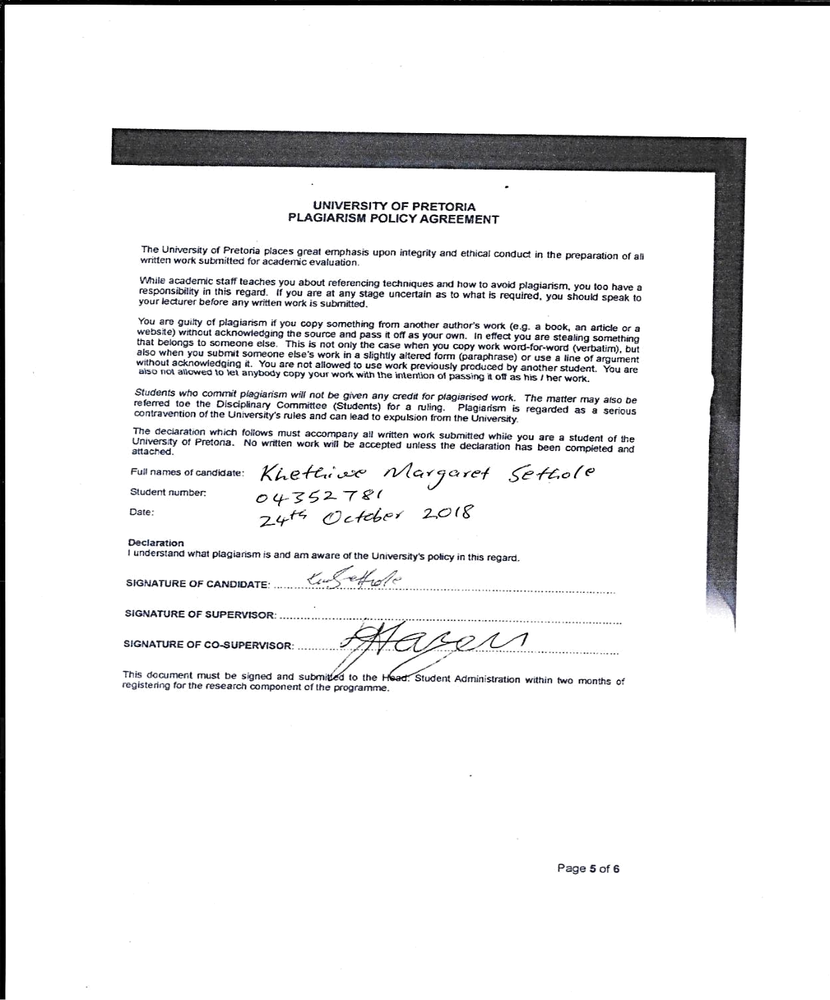 UNIVERSITY OF PRETORIA
PLAGIARISM POLICY AGREEMENT
The University of Pretoria places great emphasis upon integrity and ethical conduct in the preparation of all
written work submitted for academic evaluation.
While academic staff teaches you about referencing techniques and how to avoid plagiarism, you too have a
responsibility in this regard. If you are at any stage uncertain as to what is required, you should speak to
your lecturer before any written work is submitted.
You are guilty of plagiarism if you copy something from another author's work (e.g. a book, an article or a
website) without acknowledging the source and pass it off as your own. In effect you are stealing something
that belongs to someone else. This is not only the case when you copy work word-for-word (verbatim), but
also when you submit someone else's work in a slightly altered form (paraphrase) or use a line of argument
without acknowledging it. You are not allowed to use work previously produced by another student. You are
also not allowed to let anybody copy your work with the intention of passing it off as his / her work.
Students who commit plagiarism will not be given any credit for plagiarised work. The matter may also be
referred toe the Disciplinary Committee (Students) for a ruling. Plagiarism is regarded as a serious
contravention of the University's rules and can lead to expulsion from the University.
The declaration which follows must accompany all written work submitted while you are a student of the
University of Pretoria. No written work will be accepted unless the declaration has been completed and
attached.
Full names of candidate: Khethiwe Margaret Sethole
Student number: 04352781
Date: 24th October 2018
Declaration
I understand what plagiarism is and am aware of the University's policy in this regard.
SIGNATURE OF CANDIDATE: Sethole
SIGNATURE OF SUPERVISOR:
SIGNATURE OF CO-SUPERVISOR:
This document must be signed and submitted to the Head: Student Administration within two months of
registering for the research component of the programme.
Page 5 of 6